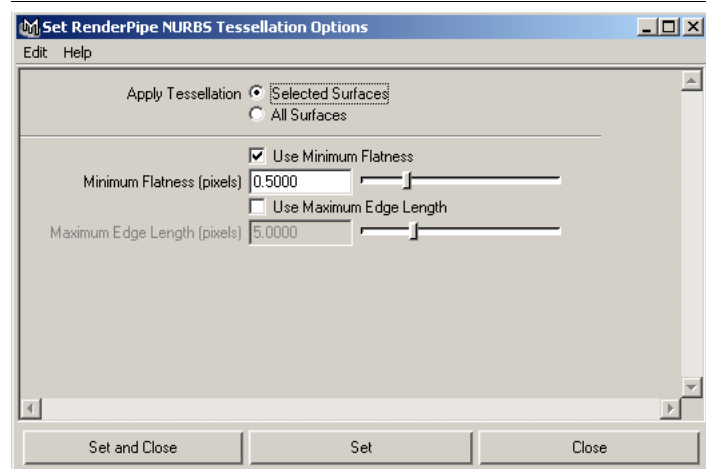 Set RenderPipe NURBS Tessellation Options
Edit Help
Apply Tessellation Selected Surfaces
All Surfaces
Use Minimum Flatness
Minimum Flatness (pixels) 0.5000
Use Maximum Edge Length
Maximum Edge Length (pixels) 5.0000
Set and Close Set Close